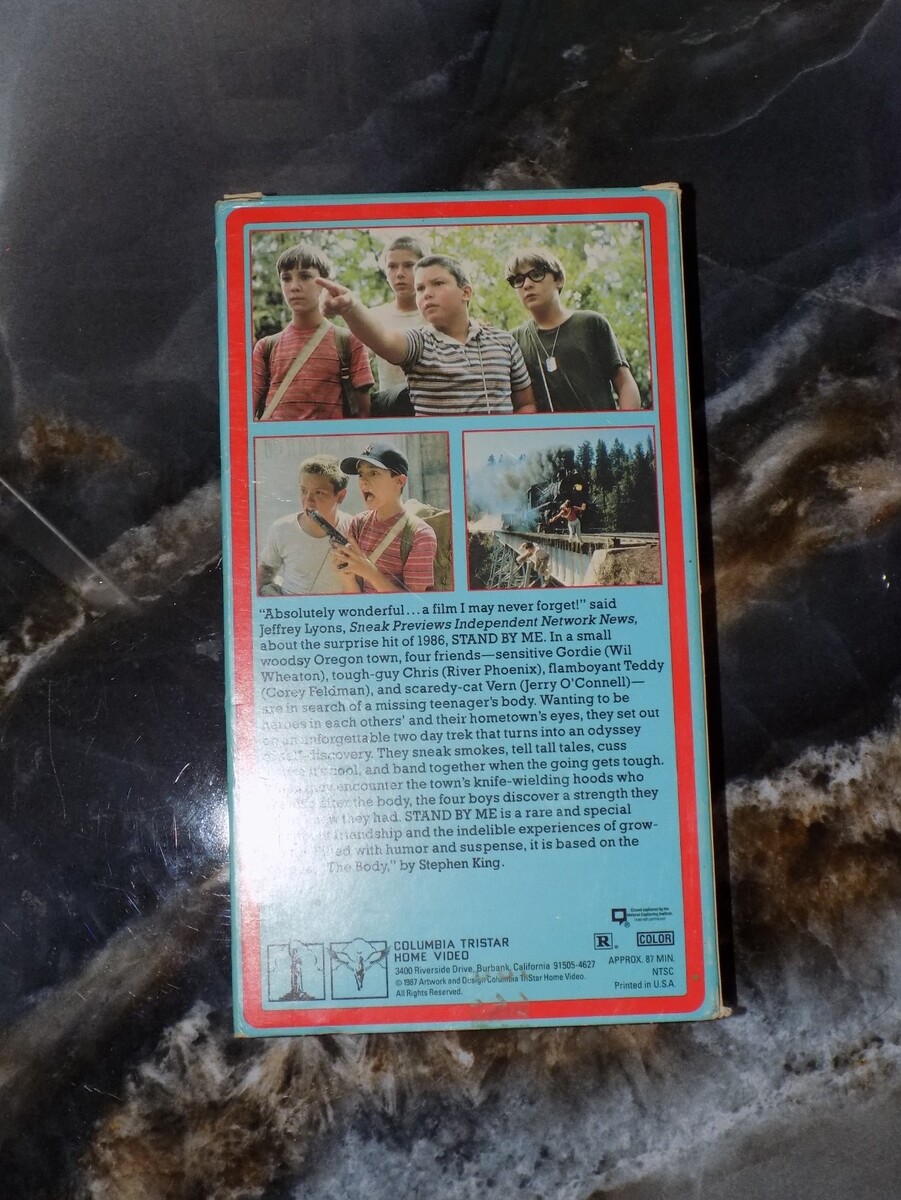 “Absolutely wonderful...a film I may never forget!” said
Jeffrey Lyons, Sneak Previews Independent Network News,
about the surprise hit of 1986, STAND BY ME. In a small
woodsy Oregon town, four friends—sensitive Gordie (Wil
Wheaton), tough-guy Chris (River Phoenix), flamboyant Teddy
(Corey Feldman), and scaredy-cat Vern (Jerry O'Connell)—
are in search of a missing teenager's body. Wanting to be
heroes in each others' and their hometown's eyes, they set out
on an unforgettable two day trek that turns into an odyssey
self-discovery. They sneak smokes, tell tall tales, cuss
it's cool, and band together when the going gets tough.
they encounter the town's knife-wielding hoods who
after the body, the four boys discover a strength they
they had. STAND BY ME is a rare and special
friendship and the indelible experiences of grow-
with humor and suspense, it is based on the
The Body,” by Stephen King.
Closed captioned by the
National Captioning Institute.
COLUMBIA TRISTAR
HOME VIDEO
3400 Riverside Drive, Burbank, California 91505-4627
© 1987 Artwork and Design Columbia TriStar Home Video.
All Rights Reserved.
R ® COLOR
APPROX. 87 MIN.
NTSC
Printed in U.S.A.